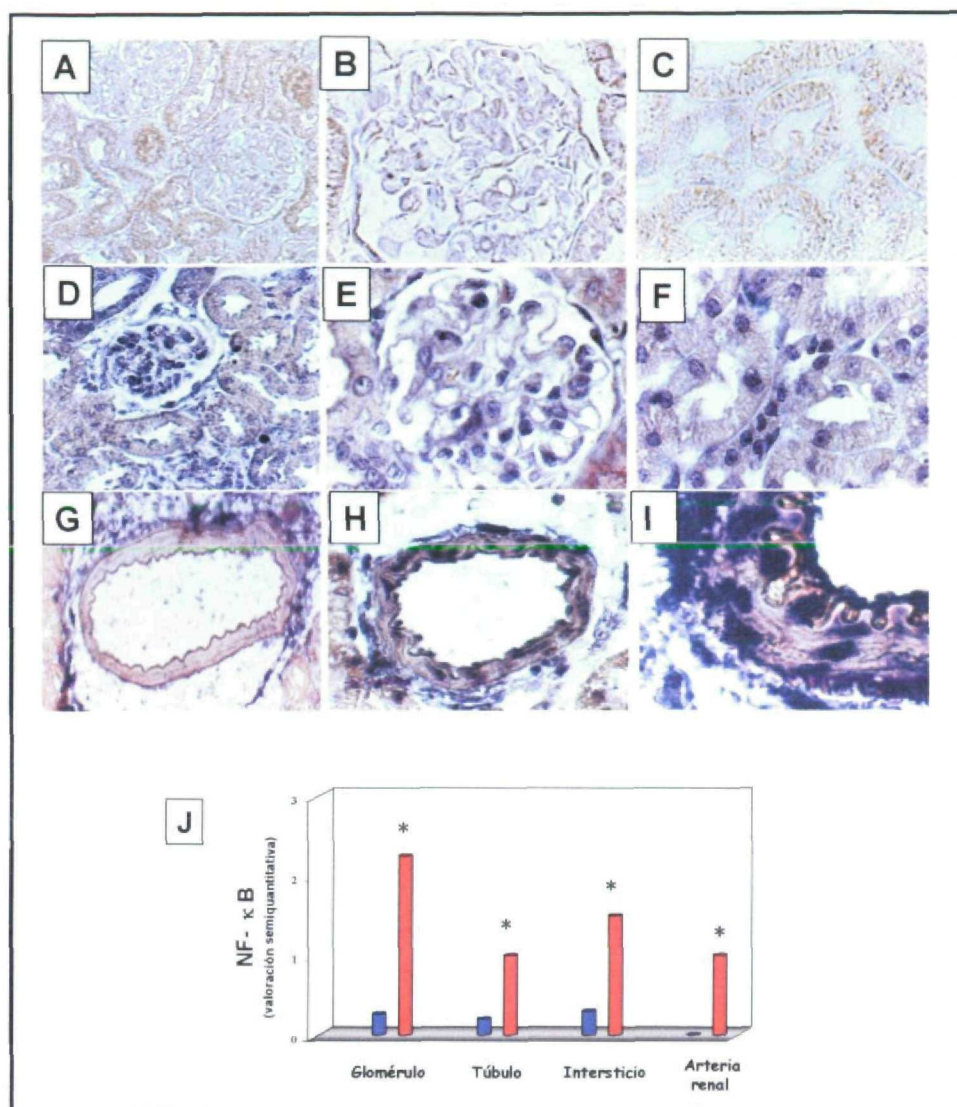 A
B
C
D
E
F
G
H
I
J
NF- κB
(valoración semiquantitativa)
3
2
1
0
*
*
*
*
Glomérulo
Túbulo
Intersticio
Arteria
renal